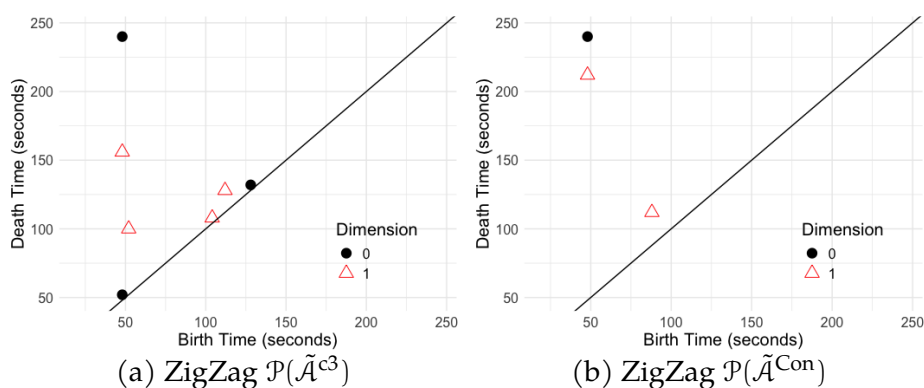 250
200
150
100
50
Death Time (seconds)
50 100 150 200 250
Birth Time (seconds)
Dimension
0
1
(a) ZigZag 𝒫(𝒜̃ᶜ³)
250
200
150
100
50
Death Time (seconds)
50 100 150 200 250
Birth Time (seconds)
Dimension
0
1
(b) ZigZag 𝒫(𝒜̃ᶜᵒⁿ)